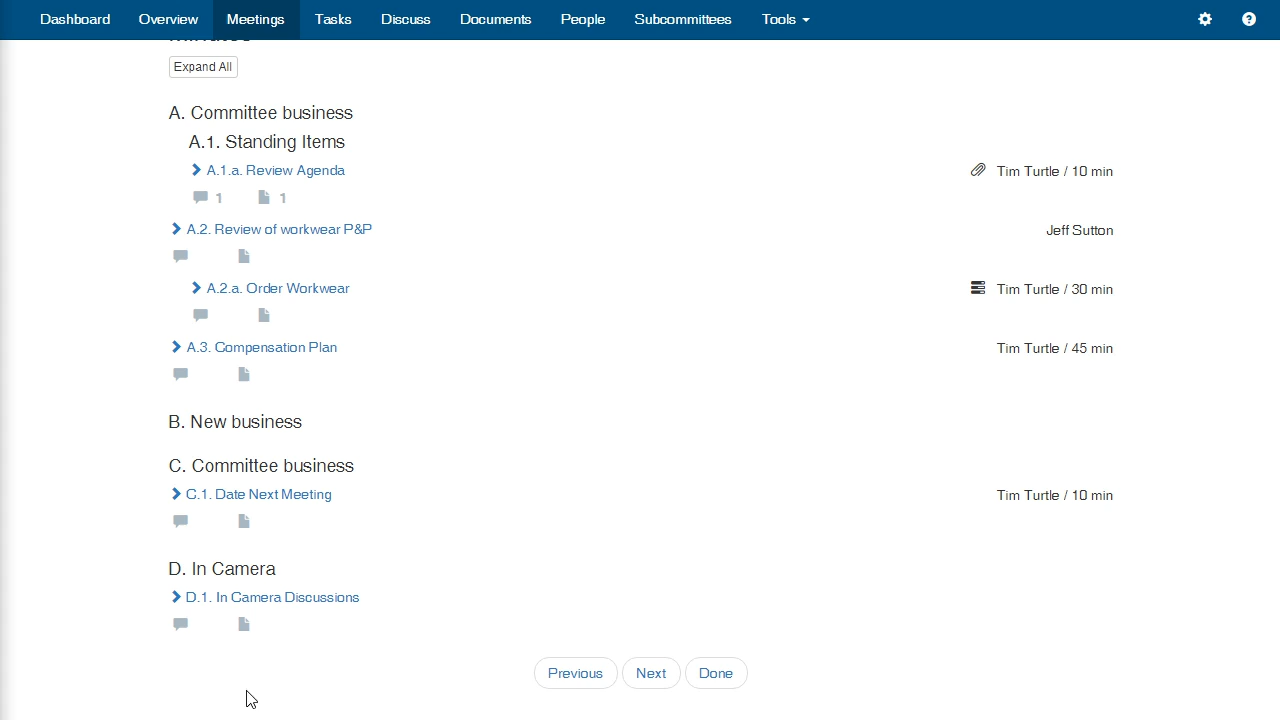 Dashboard Overview Meetings Tasks Discuss Documents People Subcommittees Tools
Expand All
A. Committee business
A.1. Standing Items
A.1.a. Review Agenda Tim Turtle / 10 min
1 1
A.2. Review of workwear P&P Jeff Sutton
A.2.a. Order Workwear Tim Turtle / 30 min
A.3. Compensation Plan Tim Turtle / 45 min
B. New business
C. Committee business
C.1. Date Next Meeting Tim Turtle / 10 min
D. In Camera
D.1. In Camera Discussions
Previous Next Done